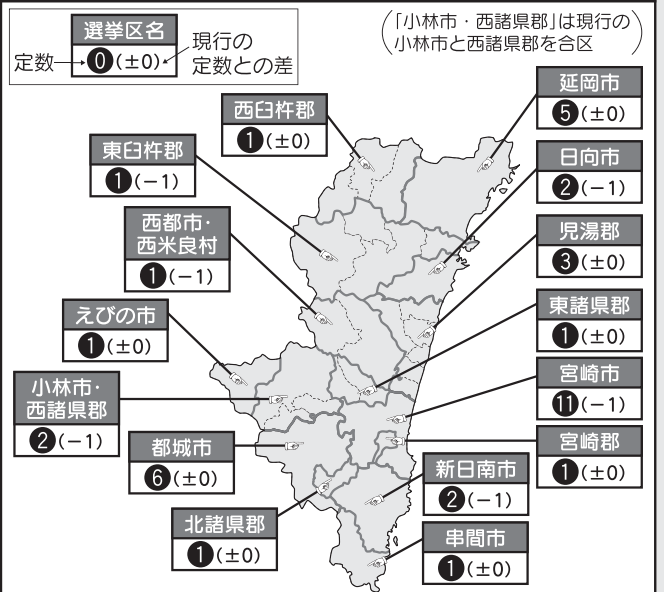 選挙区名
定数 0(±0) 現行の
定数との差
(「小林市・西諸県郡」は現行の
小林市と西諸県郡を合区)
西臼杵郡
1(±0)
延岡市
5(±0)
東臼杵郡
1(−1)
日向市
2(−1)
西都市・
西米良村
1(−1)
児湯郡
3(±0)
えびの市
1(±0)
東諸県郡
1(±0)
小林市・
西諸県郡
2(−1)
宮崎市
11(−1)
都城市
6(±0)
宮崎郡
1(±0)
新日南市
2(−1)
北諸県郡
1(±0)
串間市
1(±0)